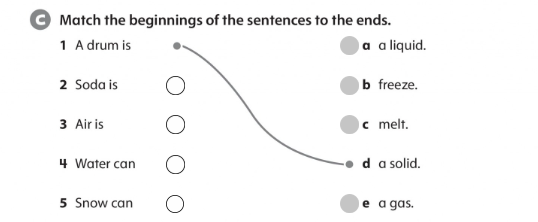 C Match the beginnings of the sentences to the ends.
1 A drum is a a liquid.
2 Soda is b freeze.
3 Air is c melt.
4 Water can d a solid.
5 Snow can e a gas.